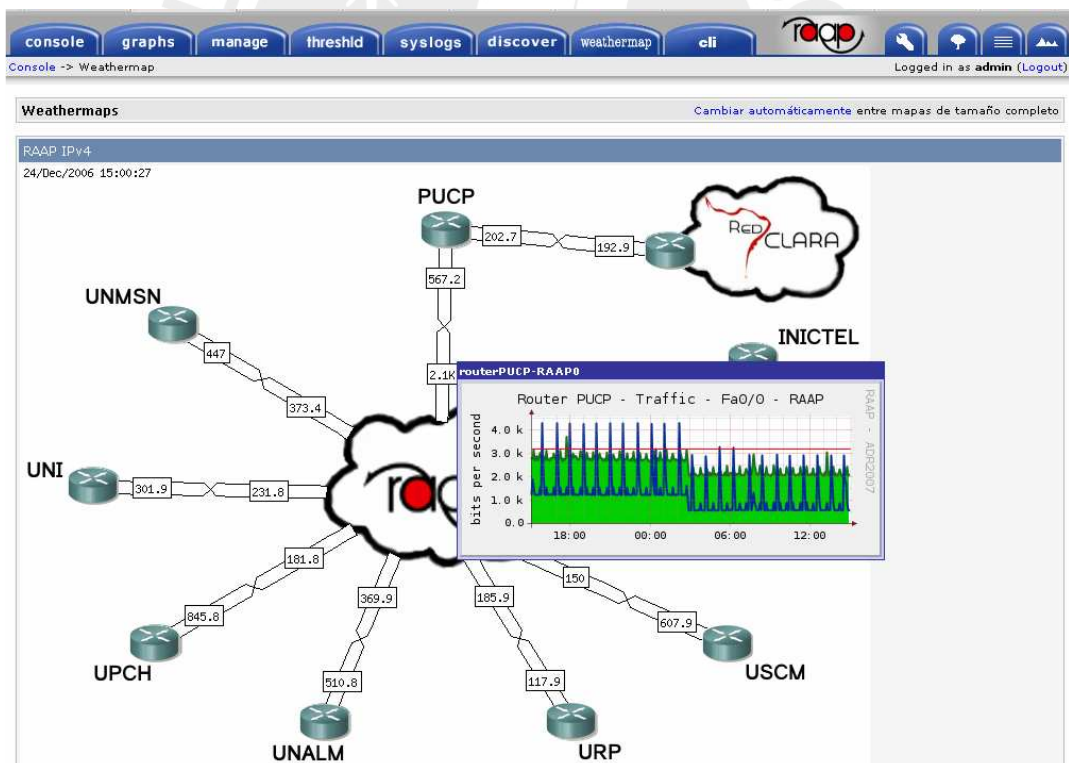 console graphs manage threshld syslogs discover weathermap cli raap
Console -> Weathermap Logged in as admin (Logout)
Weathermaps Cambiar automáticamente entre mapas de tamaño completo
RAAP IPv4
24/Dec/2006 15:00:27
PUCP
RED CLARA
202.7
192.9
567.2
UNMSN
INICTEL
447
2.1K
373.4
routerPUCP-RAAP0
Router PUCP - Traffic - Fa0/0 - RAAP
RAAP - ADR2007
bits per second
4.0 k
3.0 k
2.0 k
1.0 k
0.0
18:00 00:00 06:00 12:00
UNI
301.9
231.8
181.8
845.8
UPCH
369.9
510.8
UNALM
185.9
117.9
URP
150
607.9
USCM